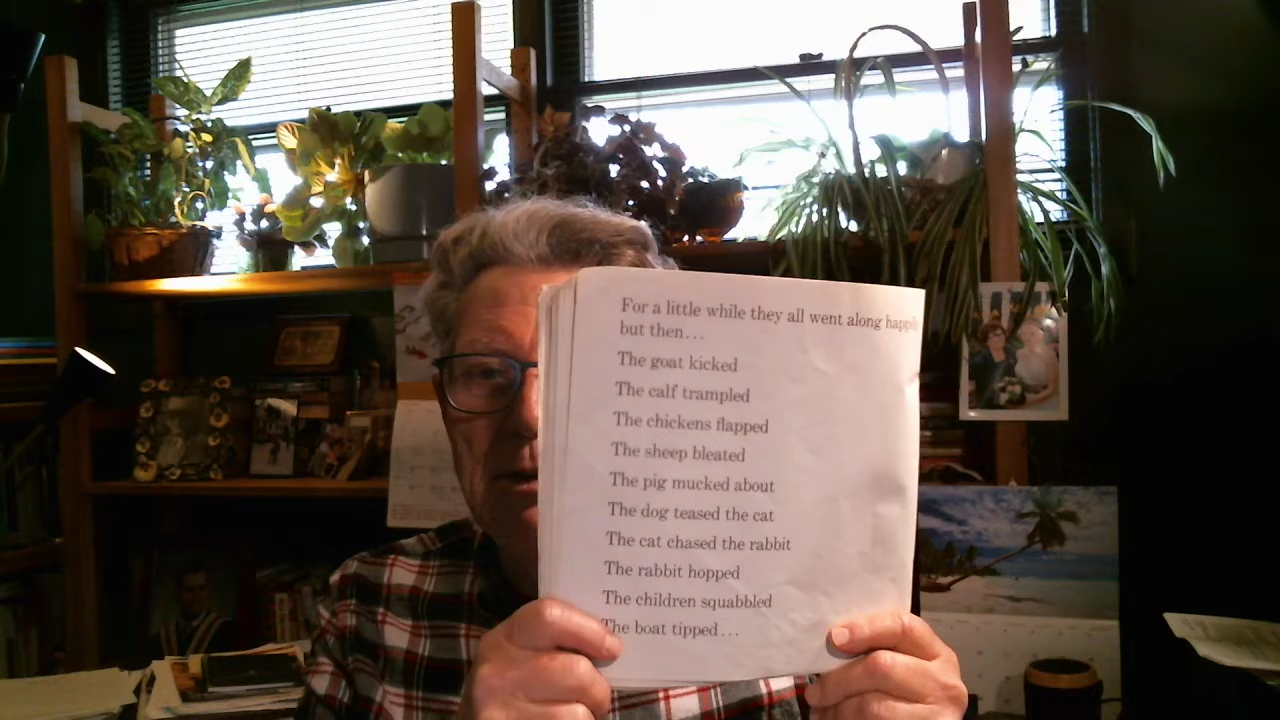 For a little while they all went along happily
but then...
The goat kicked
The calf trampled
The chickens flapped
The sheep bleated
The pig mucked about
The dog teased the cat
The cat chased the rabbit
The rabbit hopped
The children squabbled
The boat tipped...